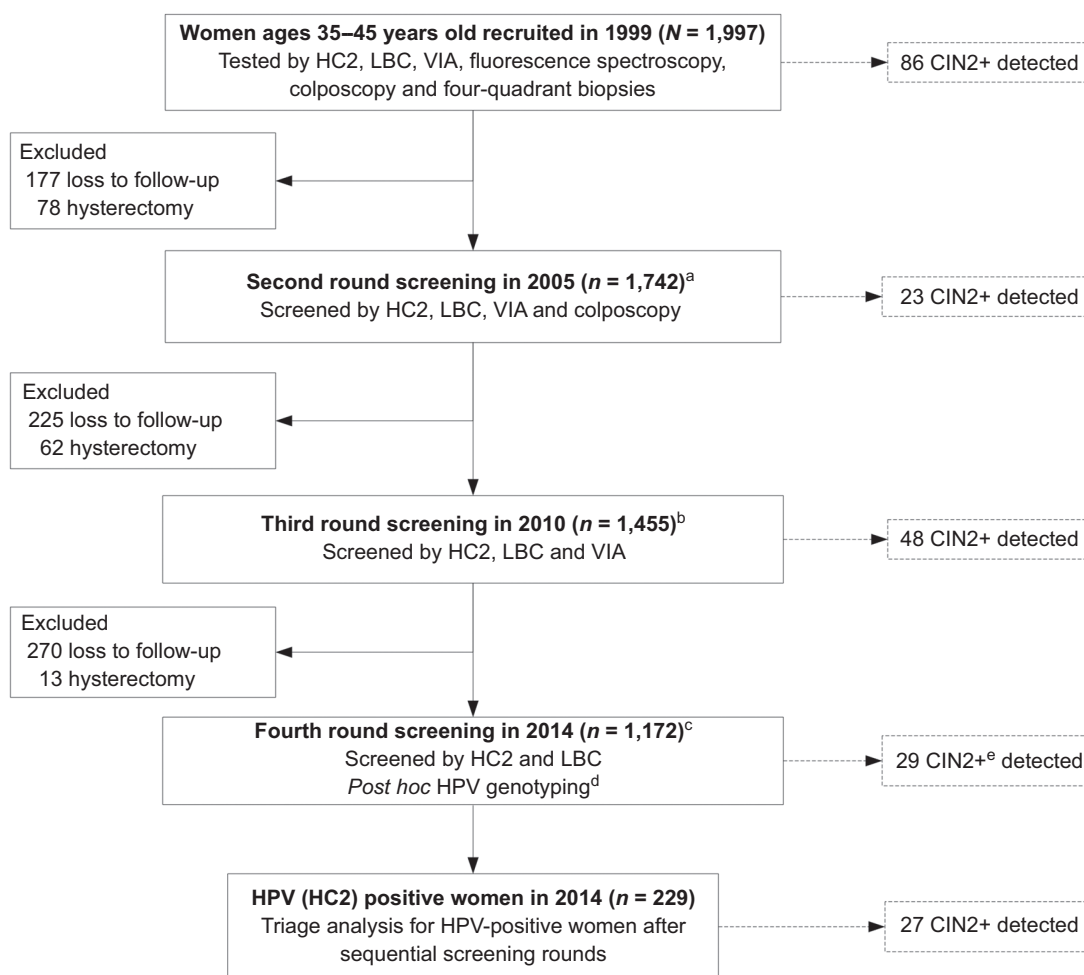 Women ages 35–45 years old recruited in 1999 (N = 1,997)
Tested by HC2, LBC, VIA, fluorescence spectroscopy,
colposcopy and four-quadrant biopsies
86 CIN2+ detected
Excluded
177 loss to follow-up
78 hysterectomy
Second round screening in 2005 (n = 1,742)a
Screened by HC2, LBC, VIA and colposcopy
23 CIN2+ detected
Excluded
225 loss to follow-up
62 hysterectomy
Third round screening in 2010 (n = 1,455)b
Screened by HC2, LBC and VIA
48 CIN2+ detected
Excluded
270 loss to follow-up
13 hysterectomy
Fourth round screening in 2014 (n = 1,172)c
Screened by HC2 and LBC
Post hoc HPV genotypingd
29 CIN2+e detected
HPV (HC2) positive women in 2014 (n = 229)
Triage analysis for HPV-positive women after
sequential screening rounds
27 CIN2+ detected